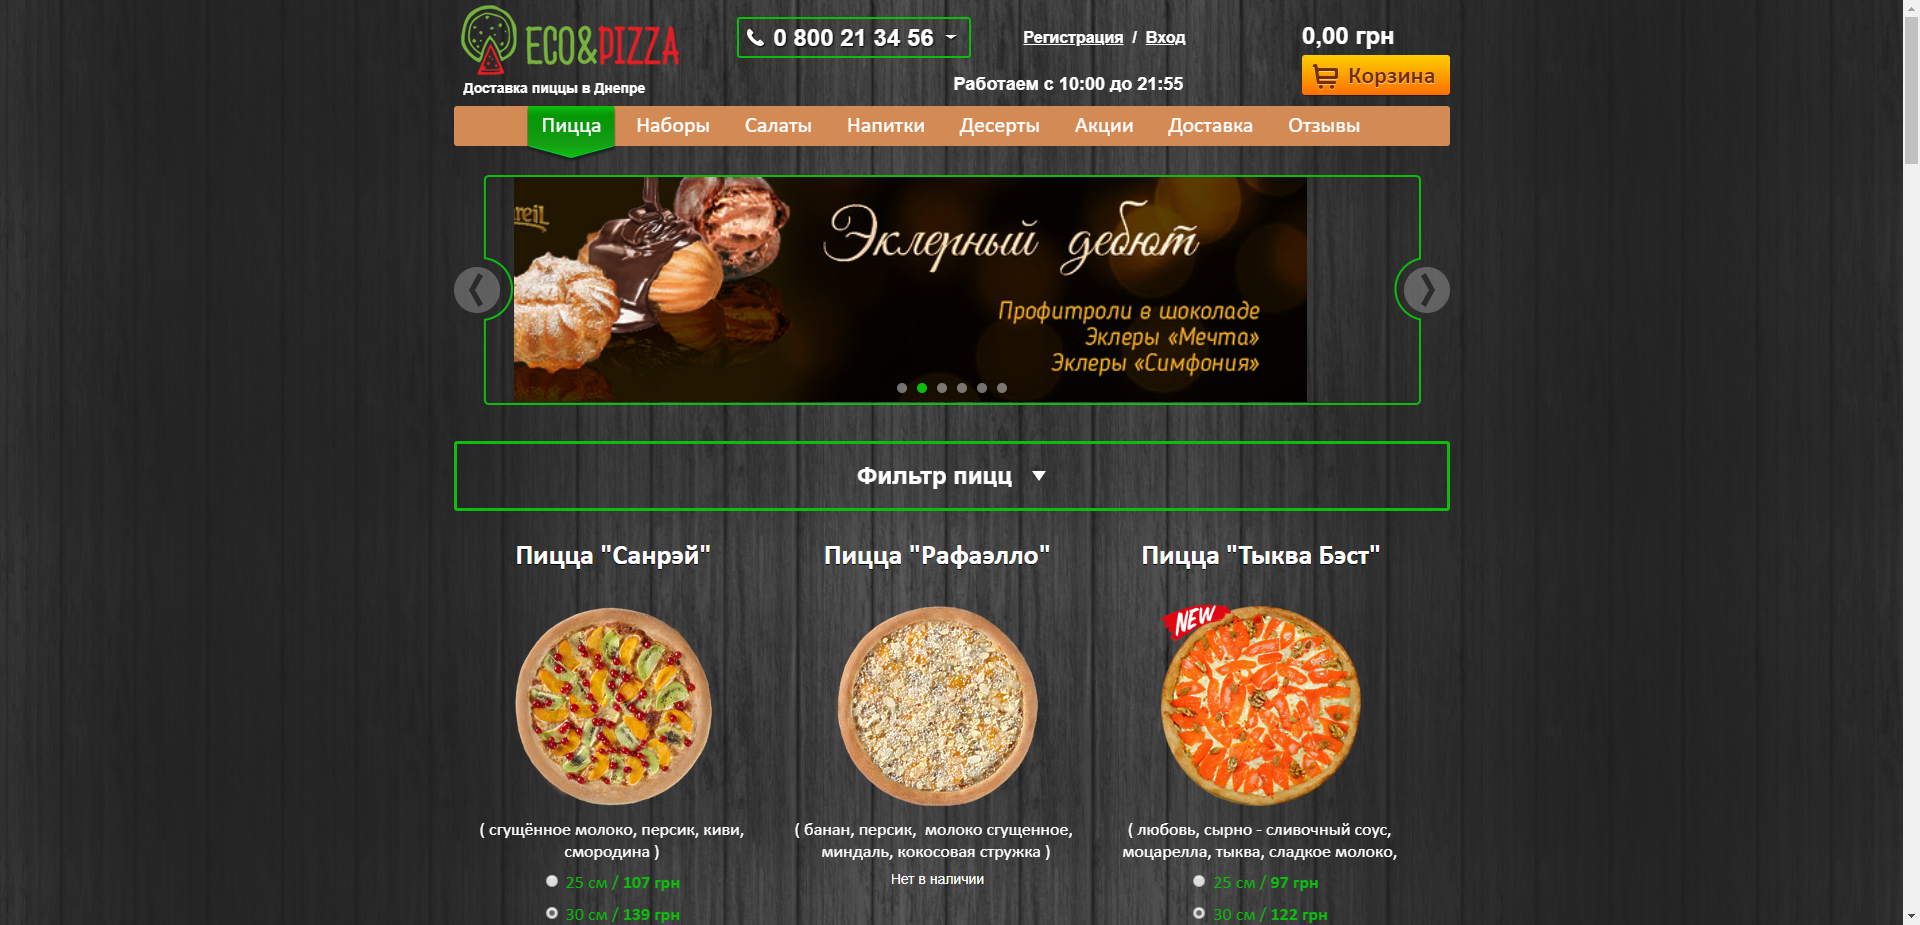 ECO&PIZZA
Доставка пиццы в Днепре
0 800 21 34 56
Регистрация / Вход
Работаем с 10:00 до 21:55
0,00 грн
Корзина
Пицца Наборы Салаты Напитки Десерты Акции Доставка Отзывы
Эклерный дебют
Профитроли в шоколаде
Эклеры «Мечта»
Эклеры «Симфония»
Фильтр пицц
Пицца "Санрэй"
( сгущённое молоко, персик, киви,
смородина )
25 см / 107 грн
30 см / 139 грн
Пицца "Рафаэлло"
( банан, персик, молоко сгущенное,
миндаль, кокосовая стружка )
Нет в наличии
Пицца "Тыква Бэст"
NEW
( любовь, сырно - сливочный соус,
моцарелла, тыква, сладкое молоко,
25 см / 97 грн
30 см / 122 грн